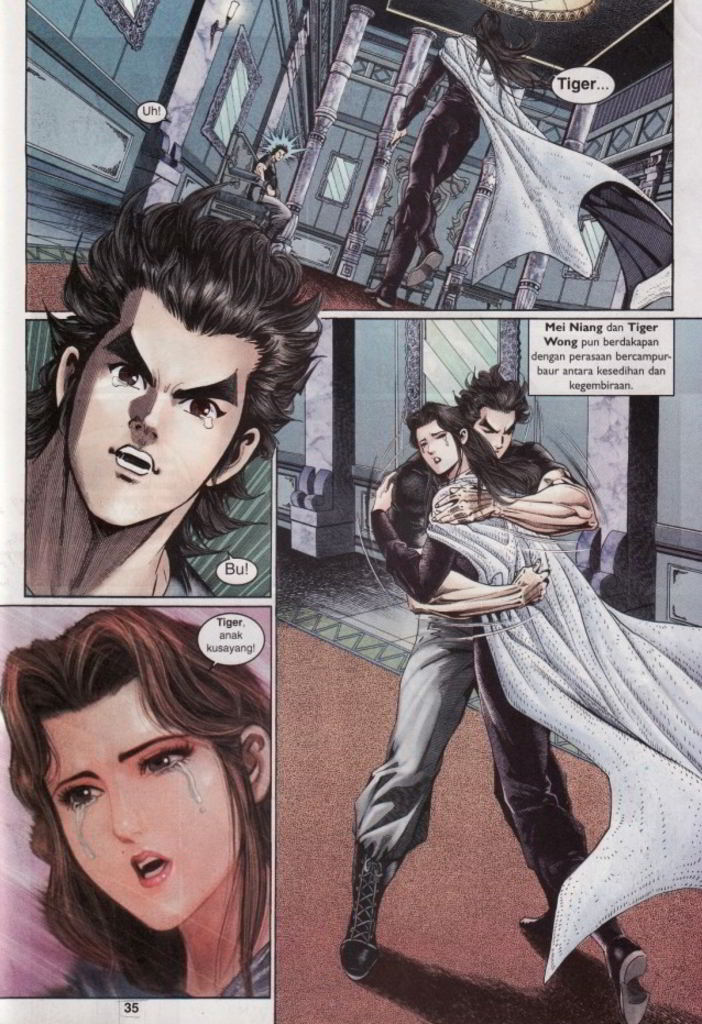 Uh!
Tiger...
Bu!
Mei Niang dan Tiger
Wong pun berdakapan
dengan perasaan bercampur-
baur antara kesedihan dan
kegembiraan.
Tiger,
anak
kusayang!
35